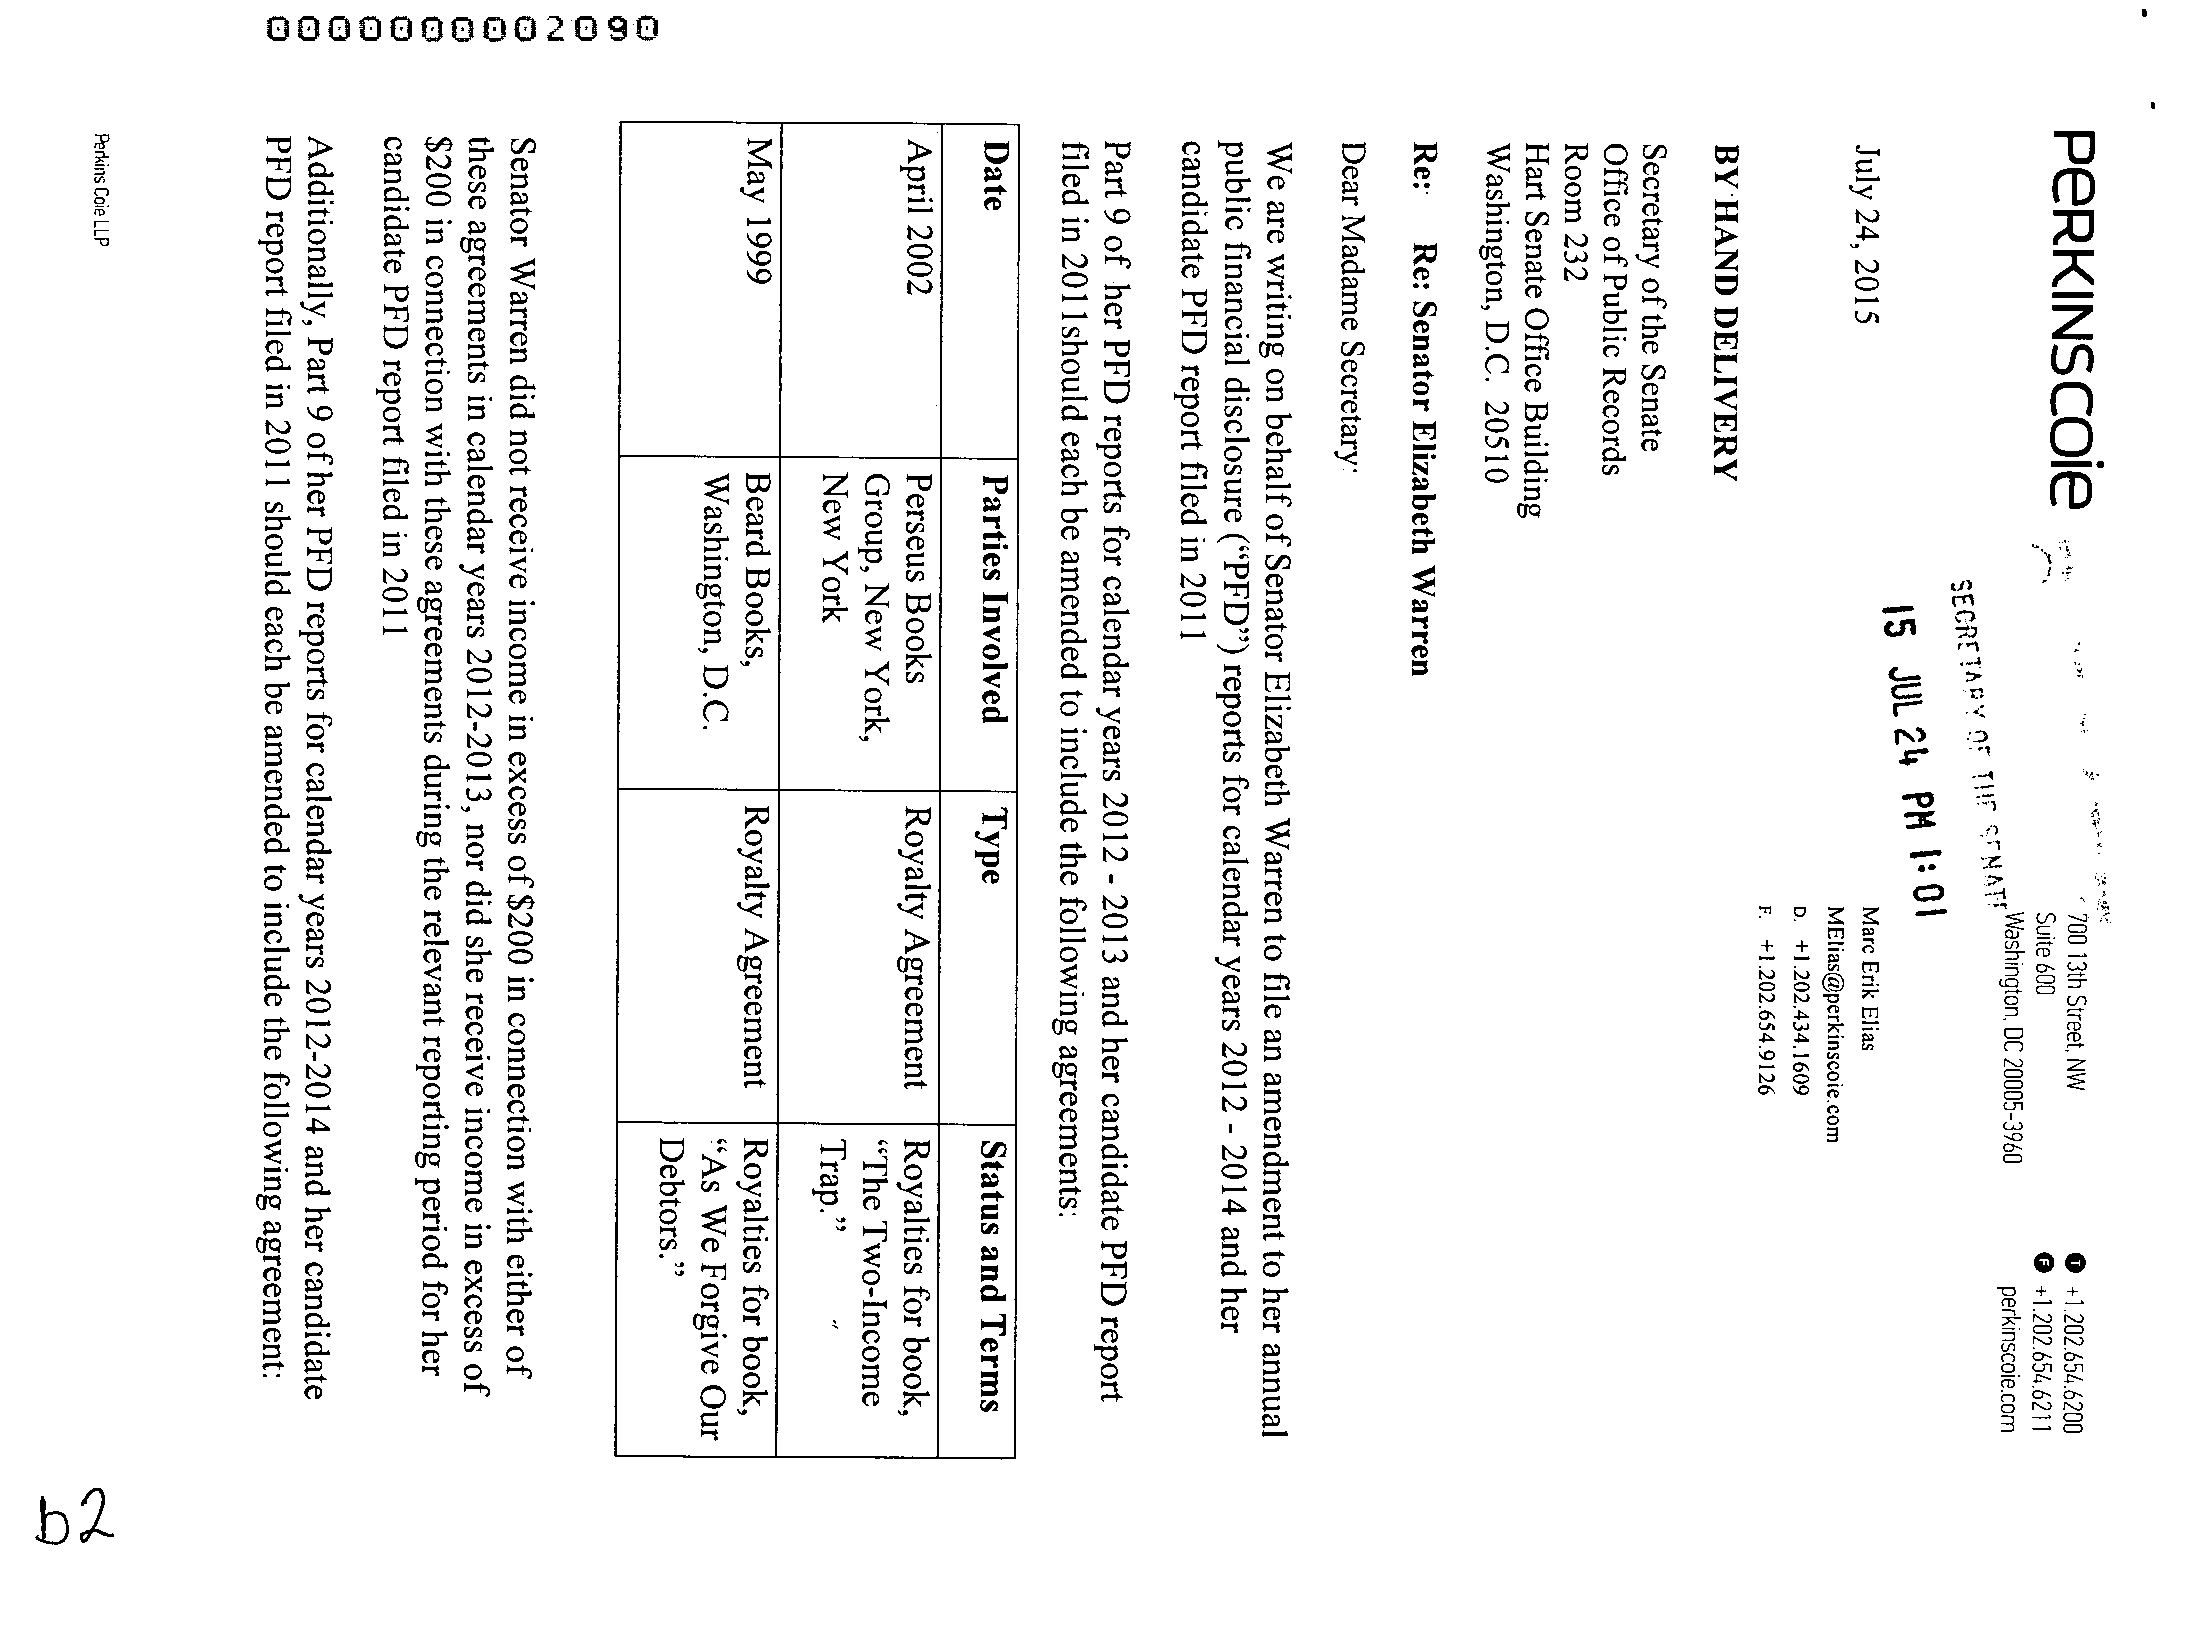 PERKINSCOIE
700 13th Street, NW
Suite 600
Washington, DC 20005-3960
+1.202.654.6200
+1.202.654.6211
perkinscoie.com
SECRETARY OF THE SENATE
15 JUL 24 PM 1:01
July 24, 2015
Marc Erik Elias
MElias@perkinscoie.com
D. +1.202.434.1609
F. +1.202.654.9126
BY HAND DELIVERY
Secretary of the Senate
Office of Public Records
Room 232
Hart Senate Office Building
Washington, D.C. 20510
Re: Re: Senator Elizabeth Warren
Dear Madame Secretary:
We are writing on behalf of Senator Elizabeth Warren to file an amendment to her annual
public financial disclosure (“PFD”) reports for calendar years 2012 - 2014 and her
candidate PFD report filed in 2011
Part 9 of her PFD reports for calendar years 2012 - 2013 and her candidate PFD report
filed in 2011should each be amended to include the following agreements:
Date Parties Involved Type Status and Terms
April 2002 Perseus Books Royalty Agreement Royalties for book,
Group, New York, “The Two-Income
New York Trap.”
May 1999 Beard Books, Royalty Agreement Royalties for book,
Washington, D.C. “As We Forgive Our
Debtors.”
Senator Warren did not receive income in excess of $200 in connection with either of
these agreements in calendar years 2012-2013, nor did she receive income in excess of
$200 in connection with these agreements during the relevant reporting period for her
candidate PFD report filed in 2011
Additionally, Part 9 of her PFD reports for calendar years 2012-2014 and her candidate
PFD report filed in 2011 should each be amended to include the following agreement:
Perkins Coie LLP
000000002090
b2